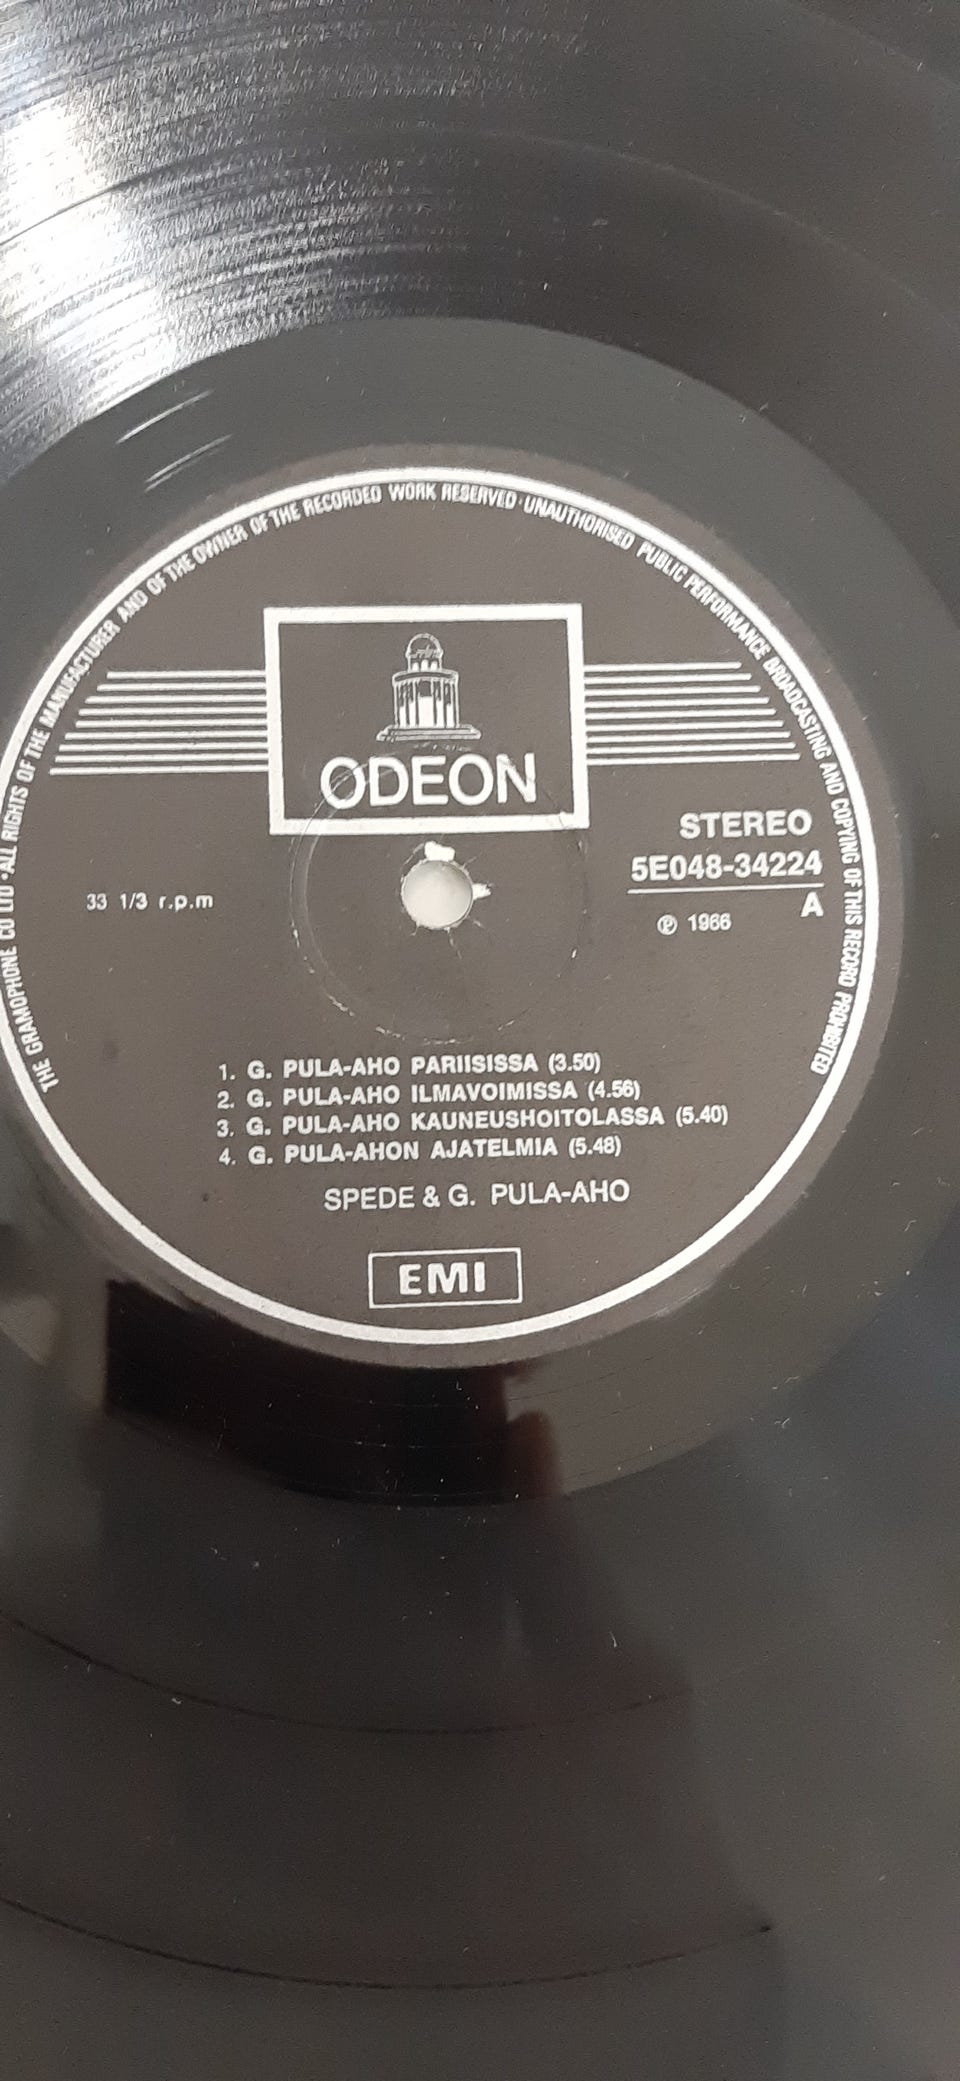 THE GRAMOPHONE CO LTD · ALL RIGHTS OF THE MANUFACTURER AND OF THE OWNER OF THE RECORDED WORK RESERVED · UNAUTHORISED PUBLIC PERFORMANCE BROADCASTING AND COPYING OF THIS RECORD PROHIBITED
ODEON
STEREO
5E048-34224
A
33 1/3 r.p.m
℗ 1966
1. G. PULA-AHO PARIISISSA (3.50)
2. G. PULA-AHO ILMAVOIMISSA (4.56)
3. G. PULA-AHO KAUNEUSHOITOLASSA (5.40)
4. G. PULA-AHON AJATELMIA (5.48)
SPEDE & G. PULA-AHO
EMI